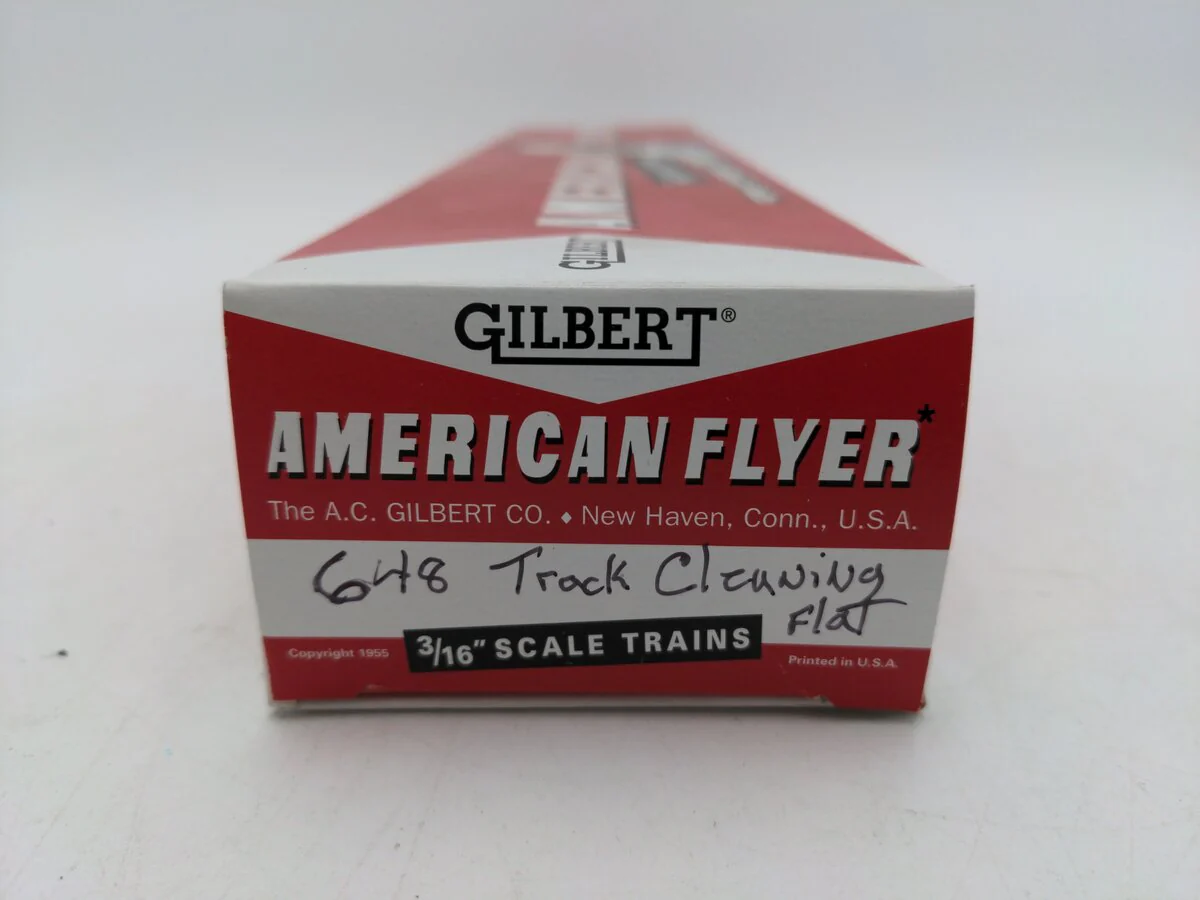 GILBERT
GILBERT®
AMERICAN FLYER*
The A.C. GILBERT CO. ♦ New Haven, Conn., U.S.A.
648 Track Cleaning
Flat
3/16" SCALE TRAINS
Copyright 1955
Printed in U.S.A.